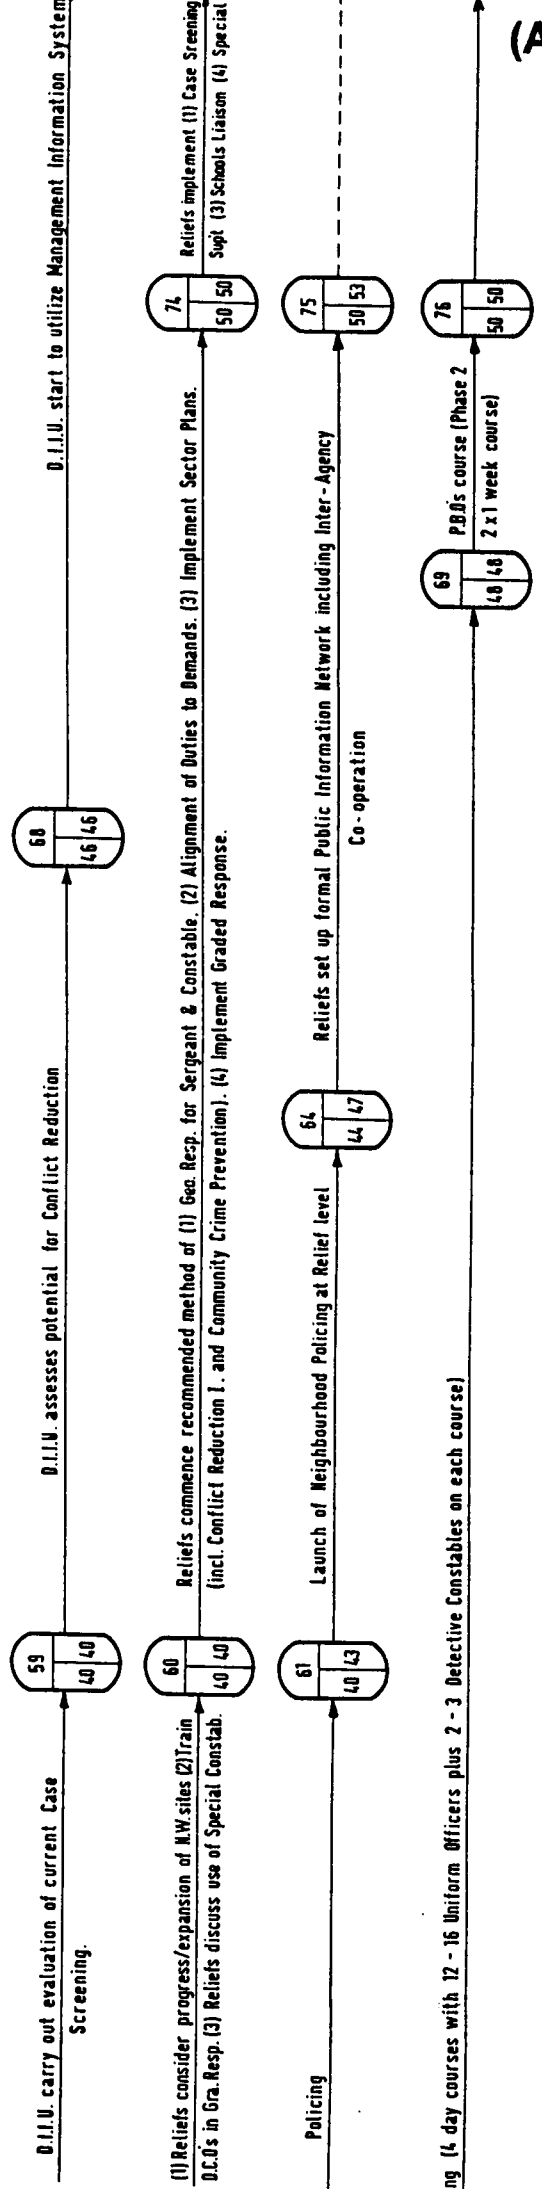 D.I.I.U. carry out evaluation of current Case
Screening.
59
40 40
D.I.I.U. assesses potential for Conflict Reduction
68
46 46
D.I.I.U. start to utilize Management Information System
(1) Reliefs consider progress/expansion of N.W. sites (2) Train
D.C.O's in Gra. Resp. (3) Reliefs discuss use of Special Constab.
60
40 40
Reliefs commence recommended method of (1) Geo. Resp. for Sergeant & Constable. (2) Alignment of Duties to Demands. (3) Implement Sector Plans.
(incl. Conflict Reduction I. and Community Crime Prevention). (4) Implement Graded Response.
74
50 50
Reliefs implement (1) Case Sreening
Supt (3) Schools Liaison (4) Special
Policing
61
40 43
Launch of Neighbourhood Policing at Relief level
64
44 47
Reliefs set up formal Public Information Network including Inter-Agency
Co-operation
75
50 53
ng (4 day courses with 12 - 16 Uniform Officers plus 2 - 3 Detective Constables on each course)
69
48 48
P.B.O's course (Phase 2
2 x 1 week course)
76
50 50
(A